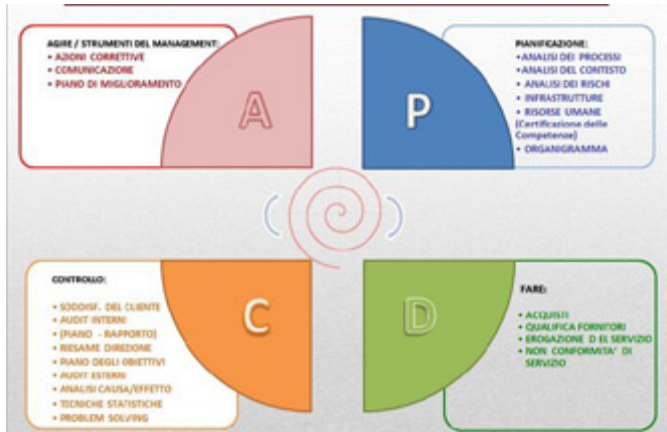 AGIRE / STRUMENTI DEL MANAGEMENT:
• AZIONI CORRETTIVE
• COMUNICAZIONE
• PIANO DI MIGLIORAMENTO
A
P
PIANIFICAZIONE:
• ANALISI DEI PROCESSI
• ANALISI DEL CONTESTO
• ANALISI DEI RISCHI
• INFRASTRUTTURE
• RISORSE UMANE
(Certificazione delle
Competenze)
• ORGANIGRAMMA
CONTROLLO:
• SODDISF. DEL CLIENTE
• AUDIT INTERNI
• (PIANO - RAPPORTO)
• RIESAME DIREZIONE
• PIANO DEGLI OBIETTIVI
• AUDIT ESTERNI
• ANALISI CAUSA/EFFETTO
• TECNICHE STATISTICHE
• PROBLEM SOLVING
C
D
FARE:
• ACQUISTI
• QUALIFICA FORNITORI
• EROGAZIONE D EL SERVIZIO
• NON CONFORMITA' DI
SERVIZIO